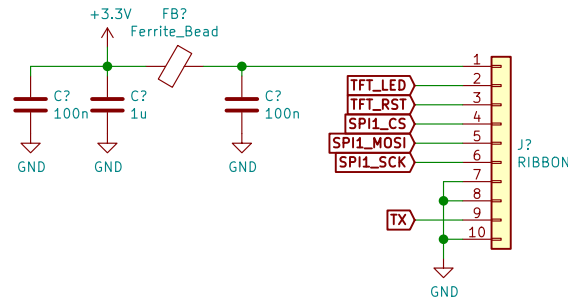 +3.3V
FB?
Ferrite_Bead
C?
100n
C?
1u
C?
100n
GND
GND
GND
1
TFT_LED
2
TFT_RST
3
SPI1_CS
4
SPI1_MOSI
5
SPI1_SCK
6
7
8
TX
9
10
J?
RIBBON
GND